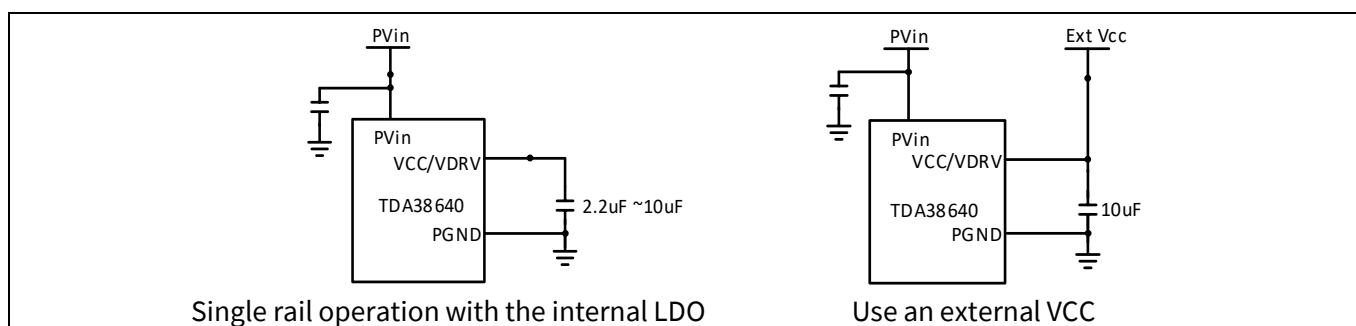 PVin
PVin
VCC/VDRV
TDA38640
PGND
2.2uF ~10uF
Single rail operation with the internal LDO
PVin
Ext Vcc
PVin
VCC/VDRV
TDA38640
PGND
10uF
Use an external VCC